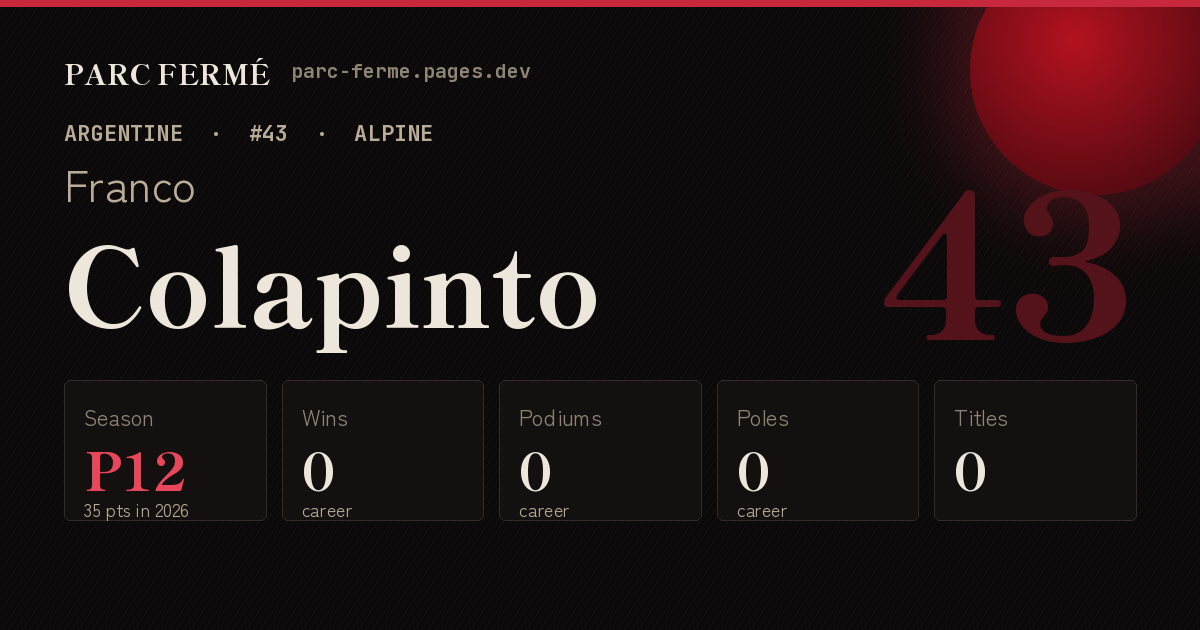 PARC FERMÉ parc-ferme.pages.dev
ARGENTINE · #43 · ALPINE
Franco
Colapinto
43
Season
P12
35 pts in 2026
Wins
0
career
Podiums
0
career
Poles
0
career
Titles
0